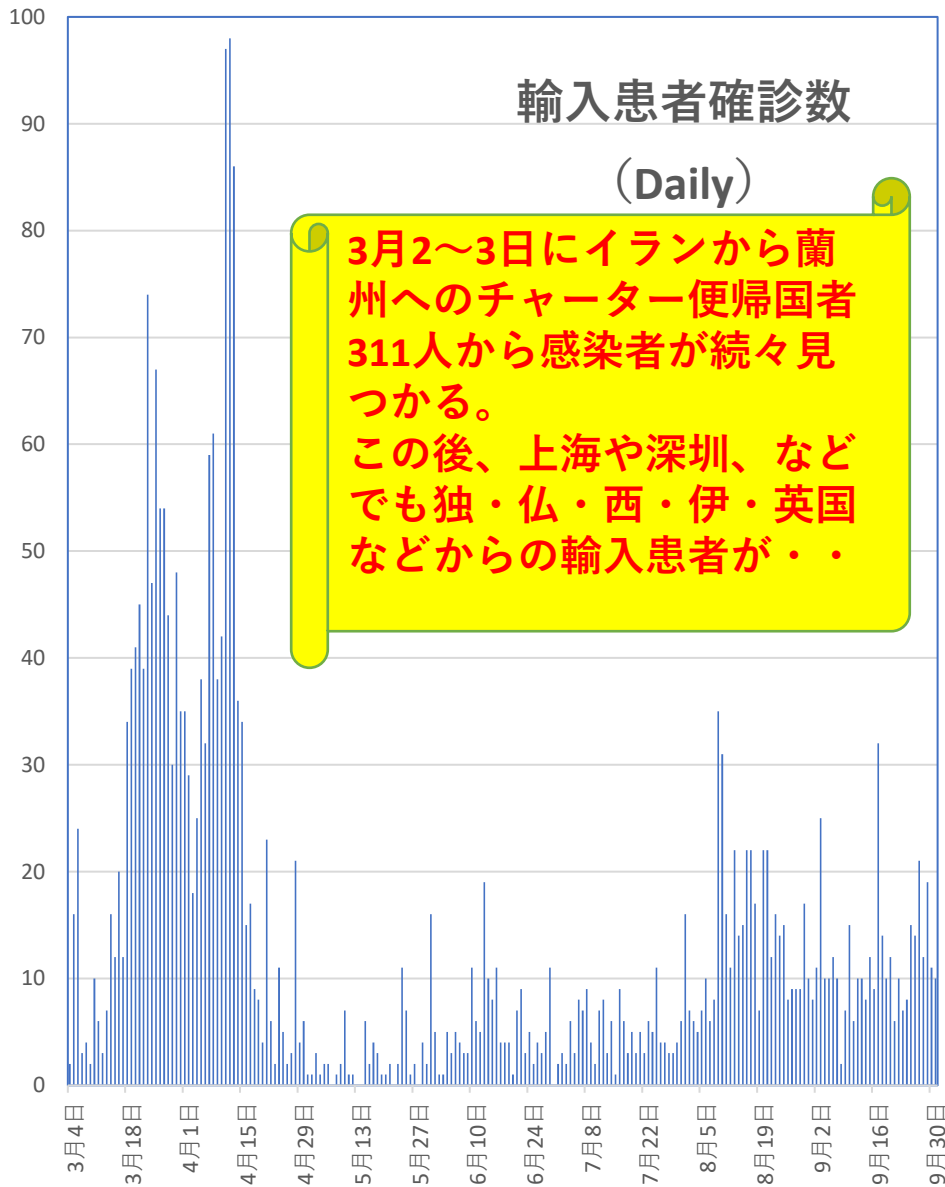 輸入患者確診数
（Daily）
3月2～3日にイランから蘭
州へのチャーター便帰国者
311人から感染者が続々見
つかる。
この後、上海や深圳、など
でも独・仏・西・伊・英国
などからの輸入患者が・・
100
90
80
70
60
50
40
30
20
10
0
3月4日
3月18日
4月1日
4月15日
4月29日
5月13日
5月27日
6月10日
6月24日
7月8日
7月22日
8月5日
8月19日
9月2日
9月16日
9月30日